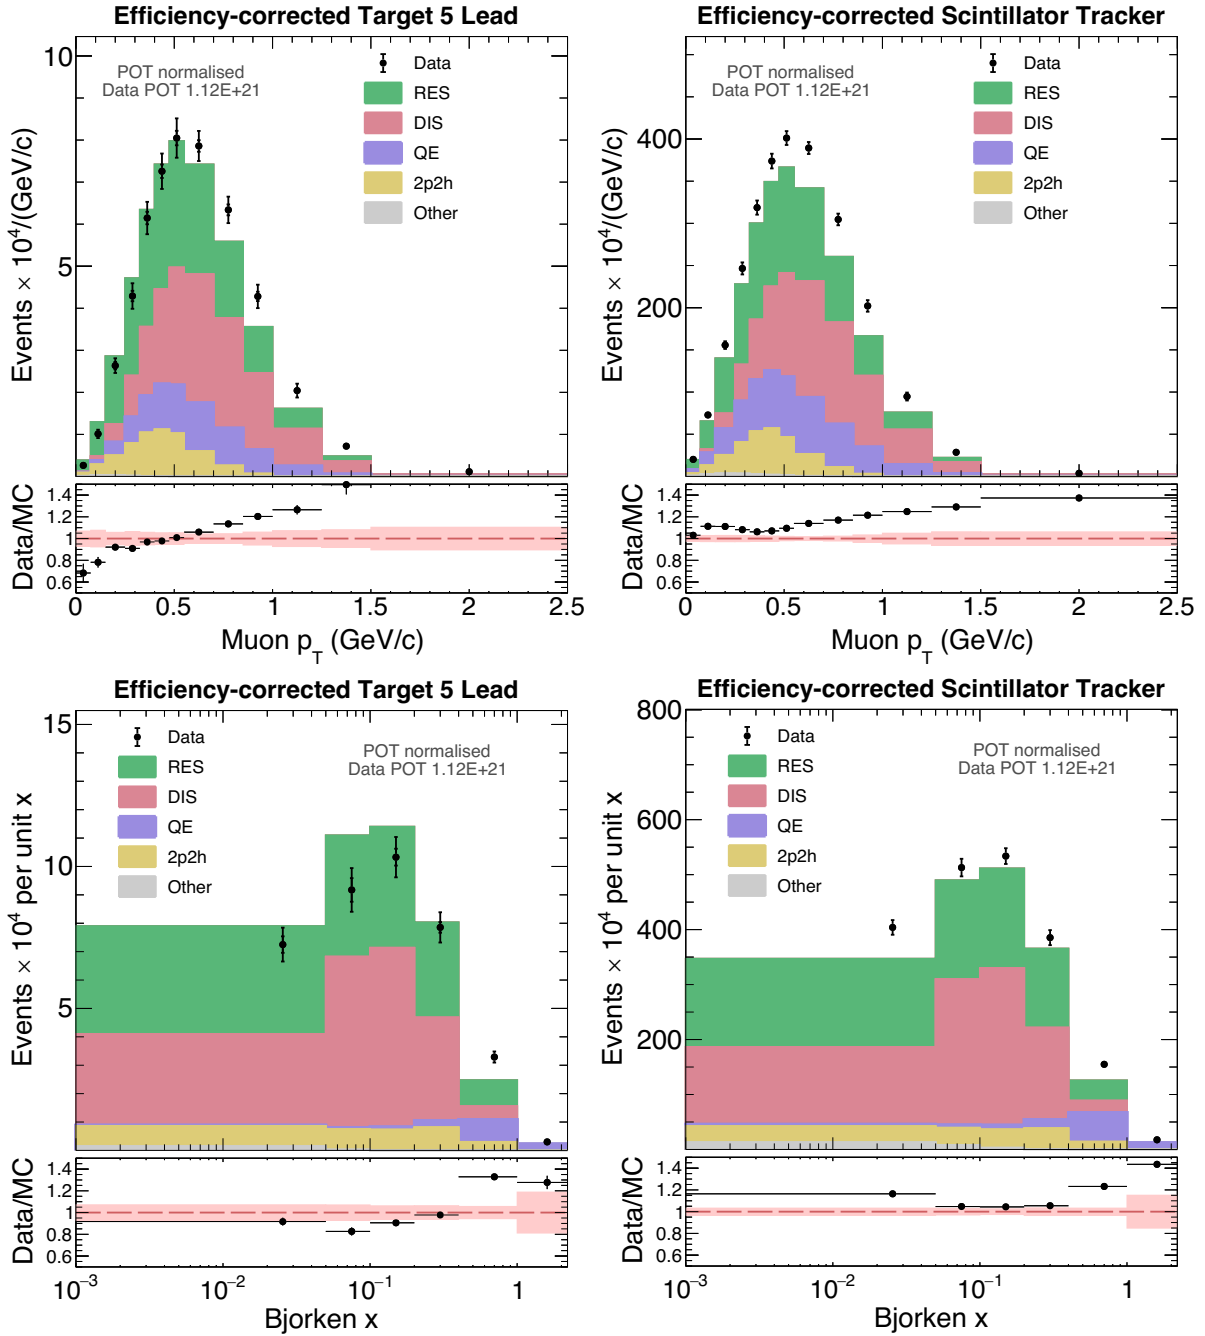 Efficiency-corrected Target 5 Lead
10
5
Events × 10⁴/(GeV/c)
POT normalised
Data POT 1.12E+21
Data
RES
DIS
QE
2p2h
Other
1.4
1.2
1
0.8
0.6
Data/MC
0 0.5 1 1.5 2 2.5
Muon p_T (GeV/c)
Efficiency-corrected Scintillator Tracker
400
200
Events × 10⁴/(GeV/c)
POT normalised
Data POT 1.12E+21
Data
RES
DIS
QE
2p2h
Other
1.4
1.2
1
0.8
0.6
Data/MC
0 0.5 1 1.5 2 2.5
Muon p_T (GeV/c)
Efficiency-corrected Target 5 Lead
15
10
5
Events × 10⁴ per unit x
Data
RES
DIS
QE
2p2h
Other
POT normalised
Data POT 1.12E+21
1.4
1.2
1
0.8
0.6
Data/MC
10⁻³ 10⁻² 10⁻¹ 1
Bjorken x
Efficiency-corrected Scintillator Tracker
800
600
400
200
Events × 10⁴ per unit x
Data
RES
DIS
QE
2p2h
Other
POT normalised
Data POT 1.12E+21
1.4
1.2
1
0.8
0.6
Data/MC
10⁻³ 10⁻² 10⁻¹ 1
Bjorken x